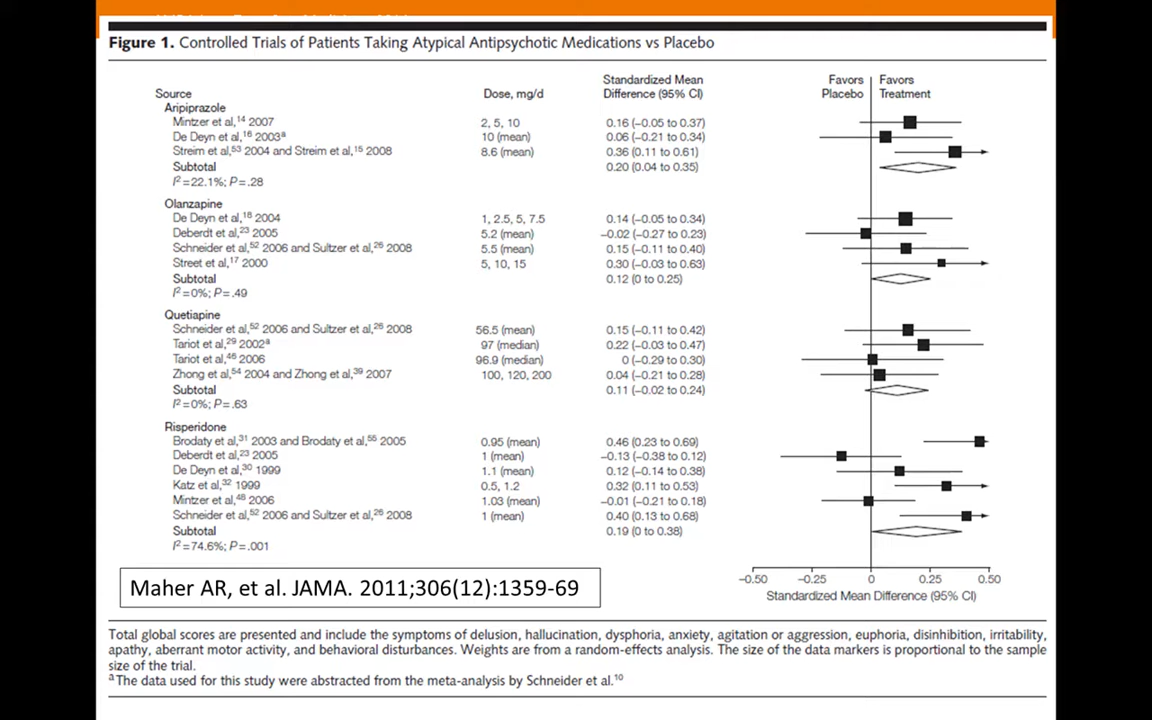 Figure 1. Controlled Trials of Patients Taking Atypical Antipsychotic Medications vs Placebo
Source Dose, mg/d Standardized Mean Difference (95% CI) Favors Placebo Favors Treatment
Aripiprazole
Mintzer et al,14 2007 2, 5, 10 0.16 (−0.05 to 0.37)
De Deyn et al,16 2003a 10 (mean) 0.06 (−0.21 to 0.34)
Streim et al,53 2004 and Streim et al,15 2008 8.6 (mean) 0.36 (0.11 to 0.61)
Subtotal 0.20 (0.04 to 0.35)
I2=22.1%; P=.28
Olanzapine
De Deyn et al,18 2004 1, 2.5, 5, 7.5 0.14 (−0.05 to 0.34)
Deberdt et al,23 2005 5.2 (mean) −0.02 (−0.27 to 0.23)
Schneider et al,52 2006 and Sultzer et al,26 2008 5.5 (mean) 0.15 (−0.11 to 0.40)
Street et al,17 2000 5, 10, 15 0.30 (−0.03 to 0.63)
Subtotal 0.12 (0 to 0.25)
I2=0%; P=.49
Quetiapine
Schneider et al,52 2006 and Sultzer et al,26 2008 56.5 (mean) 0.15 (−0.11 to 0.42)
Tariot et al,29 2002a 97 (median) 0.22 (−0.03 to 0.47)
Tariot et al,46 2006 96.9 (median) 0 (−0.29 to 0.30)
Zhong et al,54 2004 and Zhong et al,39 2007 100, 120, 200 0.04 (−0.21 to 0.28)
Subtotal 0.11 (−0.02 to 0.24)
I2=0%; P=.63
Risperidone
Brodaty et al,31 2003 and Brodaty et al,55 2005 0.95 (mean) 0.46 (0.23 to 0.69)
Deberdt et al,23 2005 1 (mean) −0.13 (−0.38 to 0.12)
De Deyn et al,30 1999 1.1 (mean) 0.12 (−0.14 to 0.38)
Katz et al,32 1999 0.5, 1.2 0.32 (0.11 to 0.53)
Mintzer et al,48 2006 1.03 (mean) −0.01 (−0.21 to 0.18)
Schneider et al,52 2006 and Sultzer et al,26 2008 1 (mean) 0.40 (0.13 to 0.68)
Subtotal 0.19 (0 to 0.38)
I2=74.6%; P=.001
−0.50 −0.25 0 0.25 0.50
Standardized Mean Difference (95% CI)
Maher AR, et al. JAMA. 2011;306(12):1359-69
Total global scores are presented and include the symptoms of delusion, hallucination, dysphoria, anxiety, agitation or aggression, euphoria, disinhibition, irritability,
apathy, aberrant motor activity, and behavioral disturbances. Weights are from a random-effects analysis. The size of the data markers is proportional to the sample
size of the trial.
aThe data used for this study were abstracted from the meta-analysis by Schneider et al.10